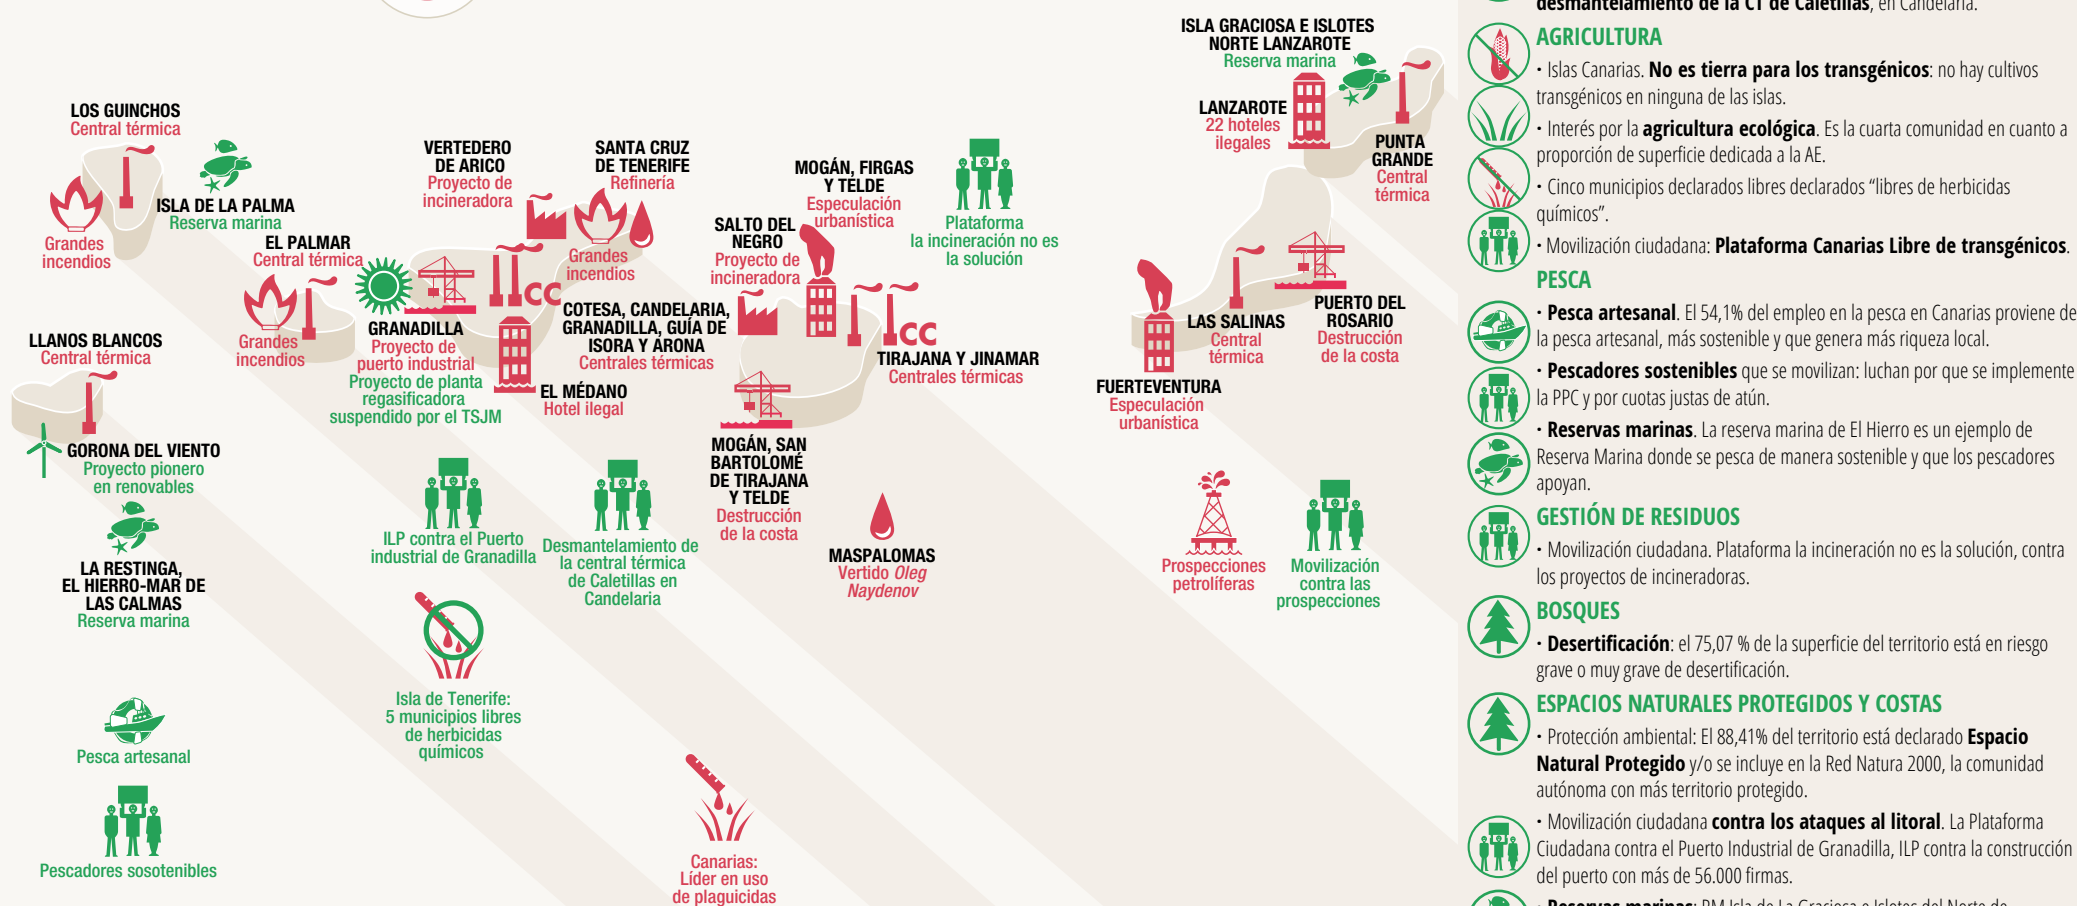 LOS GUINCHOS
Central térmica
Grandes
incendios
ISLA DE LA PALMA
Reserva marina
EL PALMAR
Central térmica
Grandes
incendios
LLANOS BLANCOS
Central térmica
GORONA DEL VIENTO
Proyecto pionero
en renovables
LA RESTINGA,
EL HIERRO-MAR DE
LAS CALMAS
Reserva marina
Pesca artesanal
Pescadores sosotenibles
VERTEDERO
DE ARICO
Proyecto de
incineradora
SANTA CRUZ
DE TENERIFE
Refinería
Grandes
incendios
CC
GRANADILLA
Proyecto de
puerto industrial
Proyecto de planta
regasificadora
suspendido por el TSJM
COTESA, CANDELARIA,
GRANADILLA, GUÍA DE
ISORA Y ARONA
Centrales térmicas
EL MÉDANO
Hotel ilegal
ILP contra el Puerto
industrial de Granadilla
Desmantelamiento de
la central térmica
de Caletillas en
Candelaria
Isla de Tenerife:
5 municipios libres
de herbicidas
químicos
MOGÁN, FIRGAS
Y TELDE
Especulación
urbanística
SALTO DEL
NEGRO
Proyecto de
incineradora
Plataforma
la incineración no es
la solución
CC
TIRAJANA Y JINAMAR
Centrales térmicas
MOGÁN, SAN
BARTOLOMÉ
DE TIRAJANA
Y TELDE
Destrucción
de la costa
MASPALOMAS
Vertido Oleg
Naydenov
Canarias:
Líder en uso
de plaguicidas
ISLA GRACIOSA E ISLOTES
NORTE LANZAROTE
Reserva marina
LANZAROTE
22 hoteles
ilegales
PUNTA
GRANDE
Central
térmica
LAS SALINAS
Central
térmica
PUERTO DEL
ROSARIO
Destrucción
de la costa
FUERTEVENTURA
Especulación
urbanística
Prospecciones
petrolíferas
Movilización
contra las
prospecciones
desmantelamiento de la CT de Caletillas, en Candelaria.
AGRICULTURA
· Islas Canarias. No es tierra para los transgénicos: no hay cultivos
transgénicos en ninguna de las islas.
· Interés por la agricultura ecológica. Es la cuarta comunidad en cuanto a
proporción de superficie dedicada a la AE.
· Cinco municipios declarados libres declarados “libres de herbicidas
químicos”.
· Movilización ciudadana: Plataforma Canarias Libre de transgénicos.
PESCA
· Pesca artesanal. El 54,1% del empleo en la pesca en Canarias proviene de
la pesca artesanal, más sostenible y que genera más riqueza local.
· Pescadores sostenibles que se movilizan: luchan por que se implemente
la PPC y por cuotas justas de atún.
· Reservas marinas. La reserva marina de El Hierro es un ejemplo de
Reserva Marina donde se pesca de manera sostenible y que los pescadores
apoyan.
GESTIÓN DE RESIDUOS
· Movilización ciudadana. Plataforma la incineración no es la solución, contra
los proyectos de incineradoras.
BOSQUES
· Desertificación: el 75,07 % de la superficie del territorio está en riesgo
grave o muy grave de desertificación.
ESPACIOS NATURALES PROTEGIDOS Y COSTAS
· Protección ambiental: El 88,41% del territorio está declarado Espacio
Natural Protegido y/o se incluye en la Red Natura 2000, la comunidad
autónoma con más territorio protegido.
· Movilización ciudadana contra los ataques al litoral. La Plataforma
Ciudadana contra el Puerto Industrial de Granadilla, ILP contra la construcción
del puerto con más de 56.000 firmas.
· Reservas marinas: RM Isla de La Graciosa e Islotes del Norte de